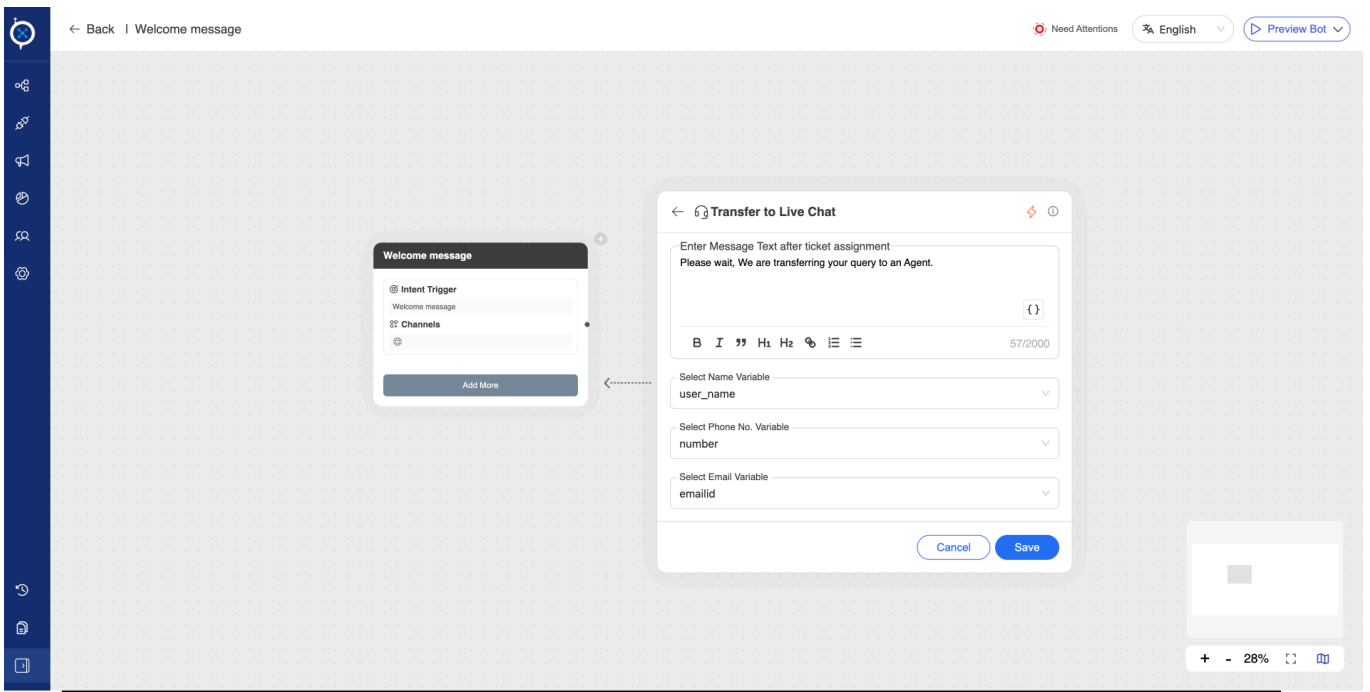 ← Back | Welcome message
Need Attentions
English
Preview Bot
Welcome message
Intent Trigger
Welcome message
Channels
Add More
Transfer to Live Chat
Enter Message Text after ticket assignment
Please wait, We are transferring your query to an Agent.
{}
B I " H1 H2
57/2000
Select Name Variable
user_name
Select Phone No. Variable
number
Select Email Variable
emailid
Cancel
Save
+ - 28%